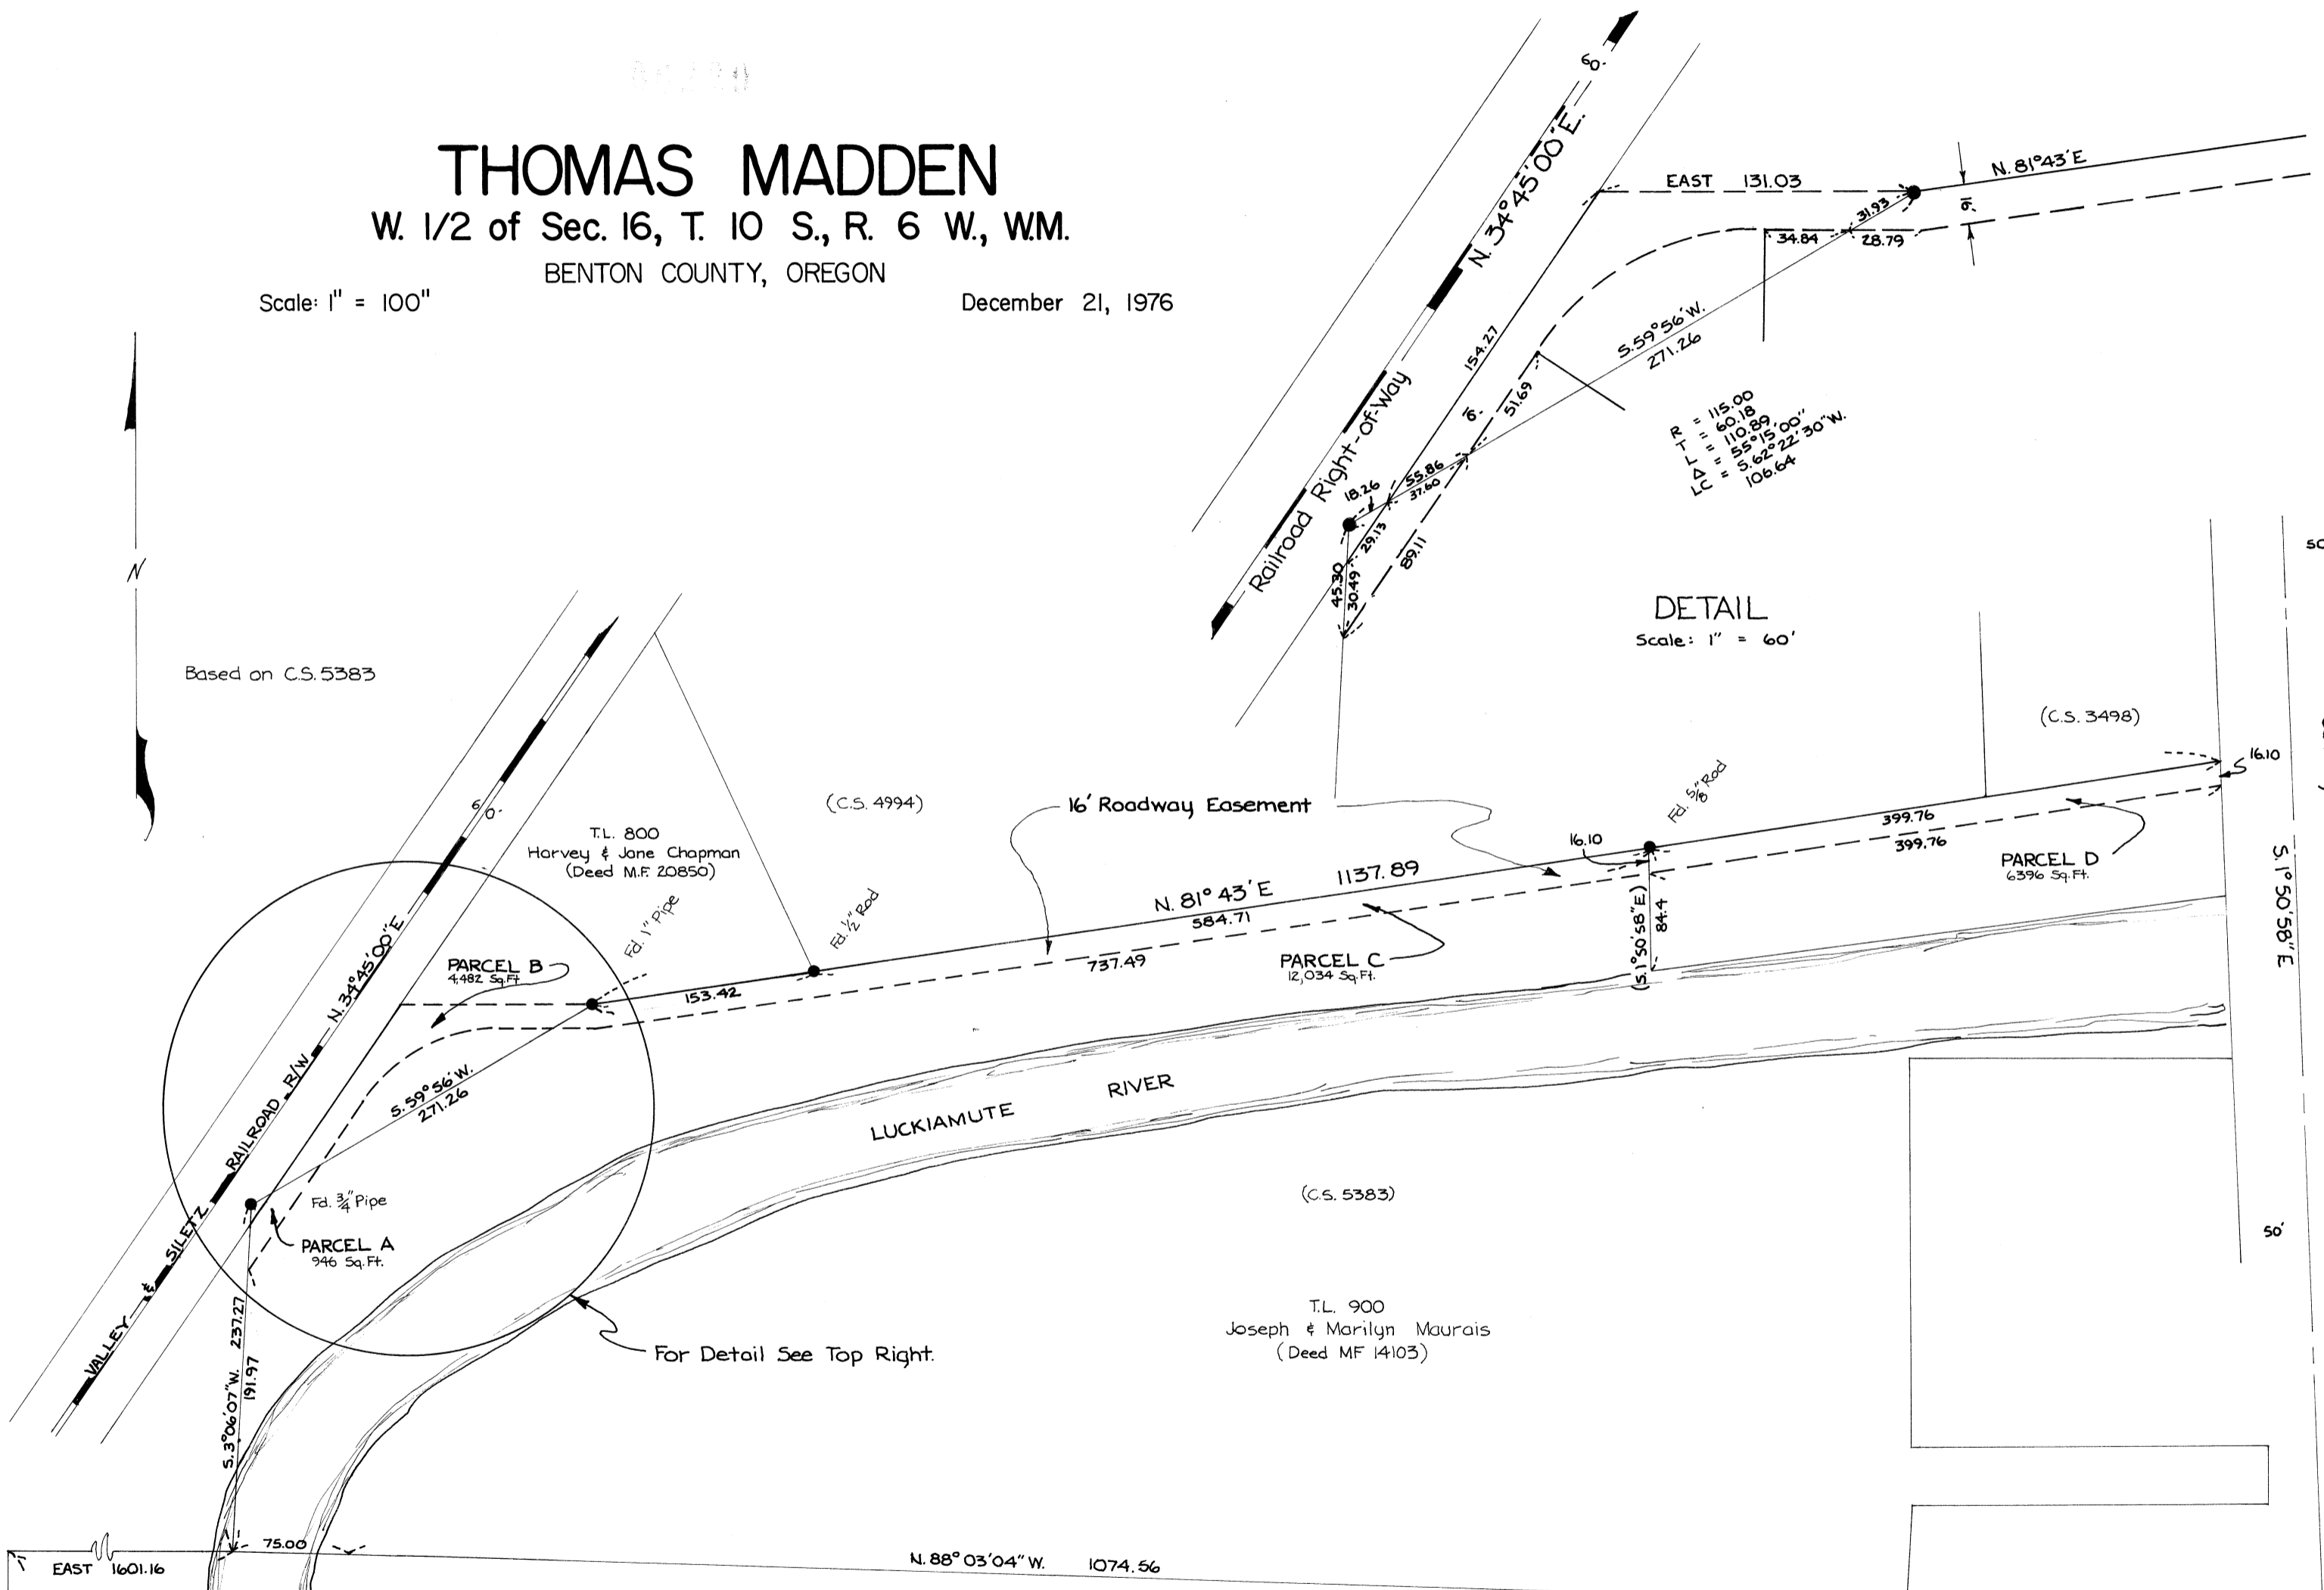 THOMAS MADDEN
W. 1/2 of Sec. 16, T. 10 S., R. 6 W., W.M.
BENTON COUNTY, OREGON
Scale: 1" = 100"
December 21, 1976
N
Based on C.S. 5383
60'
N. 34°45'00"E.
Railroad Right-of-Way
EAST 131.03
N. 81°43'E
31.93
16'
34.84
28.79
154.27
S. 59°56'W.
271.26
51.69
16'
55.86
37.60
18.26
29.13
89.11
45.30
30.49
R = 115.00
T = 60.18
L = 110.89
Δ = 55°15'00"
LC = S. 62°22'30"W.
106.64
DETAIL
Scale: 1" = 60'
50
(C.S. 3498)
16.10
60'
(C.S. 4994)
16' Roadway Easement
Fd. 5/8" Rod
T.L. 800
Harvey & Jane Chapman
(Deed M.F. 20850)
Fd. 1" Pipe
Fd. 1/2" Rod
16.10
399.76
399.76
PARCEL D
6396 Sq.Ft.
N. 81°43'E 1137.89
584.71
737.49
153.42
(S.1°50'58"E)
84.4
S. 1°50'58"E
PARCEL C
12,034 Sq.Ft.
PARCEL B
4,482 Sq.Ft
N. 34°45'00"E
VALLEY & SILETZ RAILROAD R/W
S. 59°56'W.
271.26
LUCKIAMUTE RIVER
Fd. 3/4" Pipe
PARCEL A
946 Sq.Ft.
(C.S. 5383)
50'
T.L. 900
Joseph & Marilyn Maurais
(Deed MF 14103)
For Detail See Top Right.
S. 3°06'07"W. 237.27
191.97
75.00
EAST 1601.16
N. 88°03'04"W. 1074.56